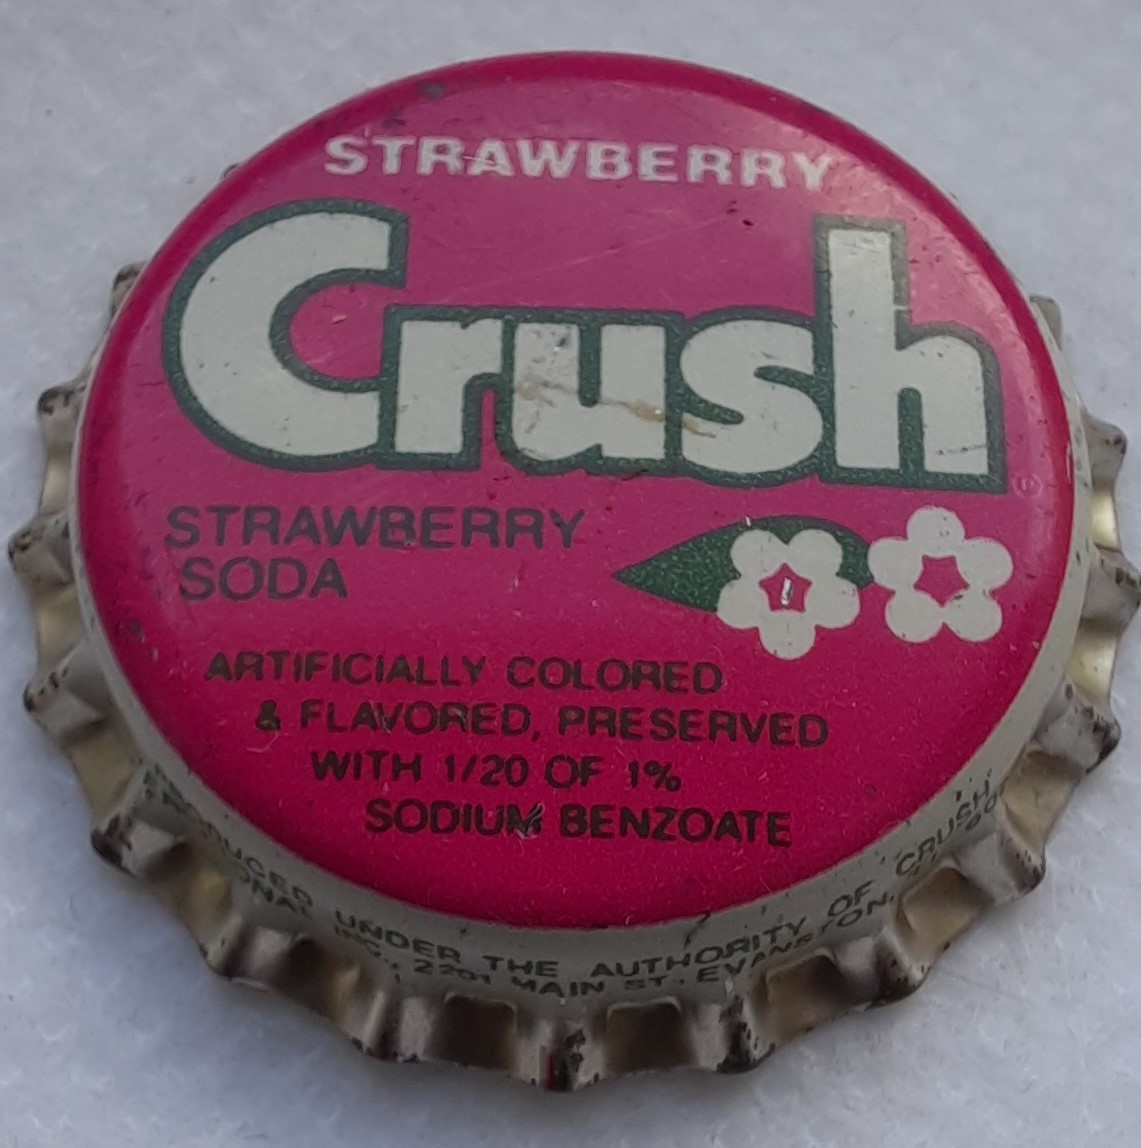 STRAWBERRY
Crush
STRAWBERRY
SODA
ARTIFICIALLY COLORED
& FLAVORED, PRESERVED
WITH 1/20 OF 1%
SODIUM BENZOATE
UNDER THE AUTHORITY OF CRUSH
INC., 2201 MAIN ST. EVANSTON,